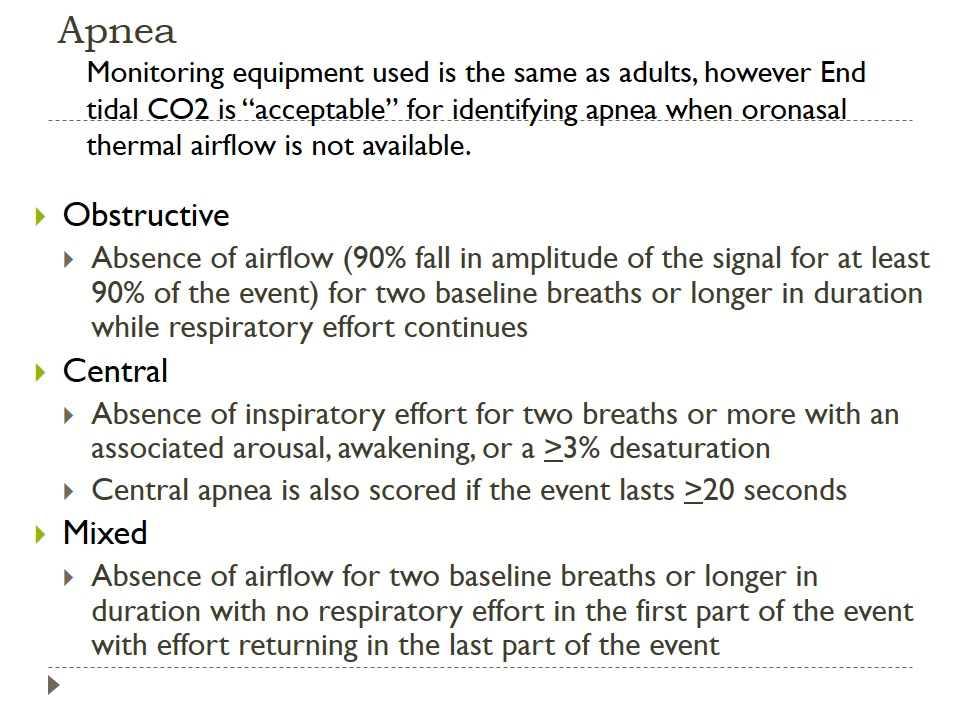 Apnea
Monitoring equipment used is the same as adults, however End
tidal CO2 is “acceptable” for identifying apnea when oronasal
thermal airflow is not available.
Obstructive
Absence of airflow (90% fall in amplitude of the signal for at least
90% of the event) for two baseline breaths or longer in duration
while respiratory effort continues
Central
Absence of inspiratory effort for two breaths or more with an
associated arousal, awakening, or a >3% desaturation
Central apnea is also scored if the event lasts >20 seconds
Mixed
Absence of airflow for two baseline breaths or longer in
duration with no respiratory effort in the first part of the event
with effort returning in the last part of the event